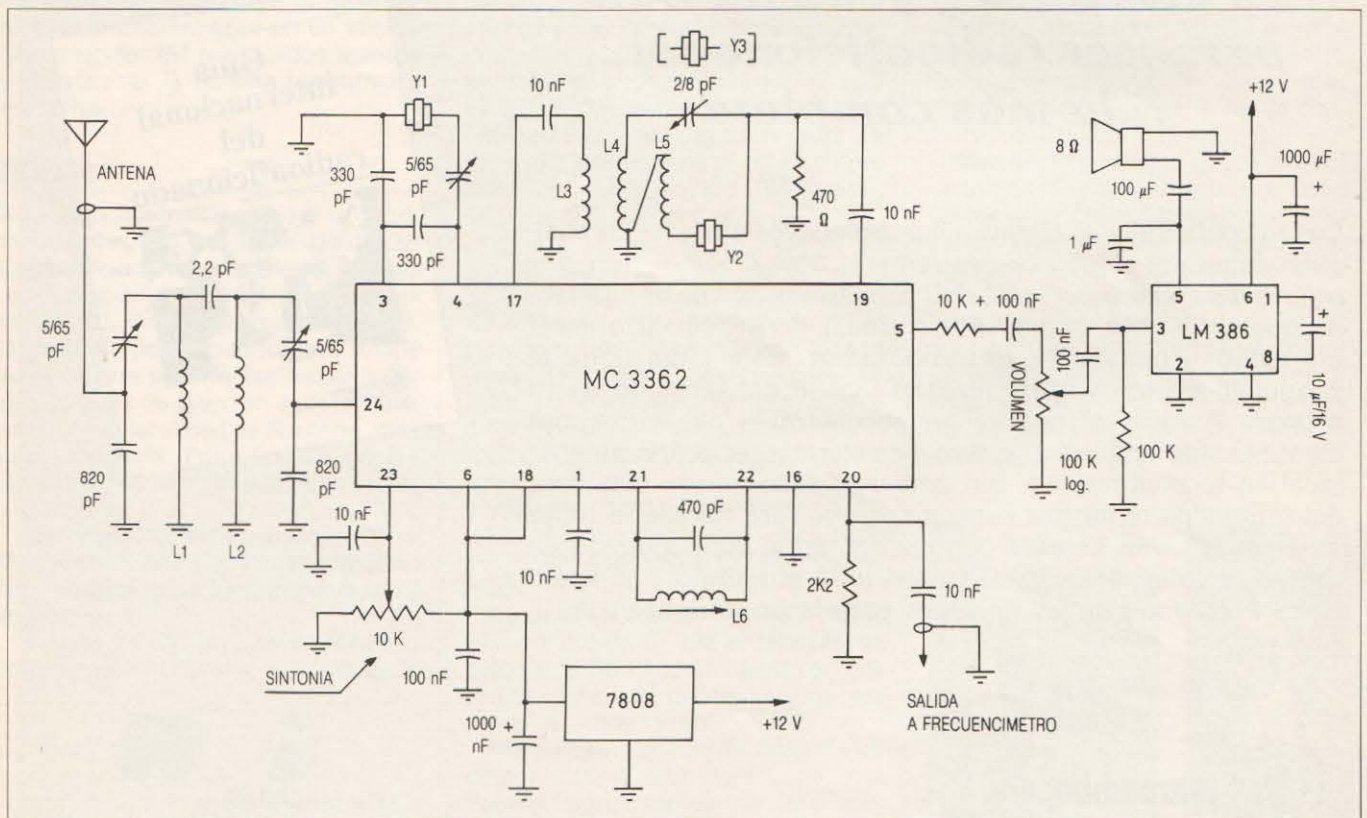 [ Y3 ]
Y1
10 nF
2/8 pF
+12 V
ANTENA
330 pF
5/65 pF
330 pF
L3
L4
L5
Y2
470 Ω
10 nF
8 Ω
100 µF
1 µF
1000 µF +
2,2 pF
5/65 pF
5/65 pF
820 pF
820 pF
L1
L2
3
4
17
19
24
5
MC 3362
23
6
18
1
21
22
16
20
10 K + 100 nF
100 nF
VOLUMEN
100 K log.
100 K
5
6
1
3
LM 386
8
2
4
+
10 µF/16 V
10 nF
10 K
SINTONIA
100 nF
10 nF
470 pF
L6
2K2
10 nF
1000 nF
+
7808
+12 V
SALIDA
A FRECUENCIMETRO